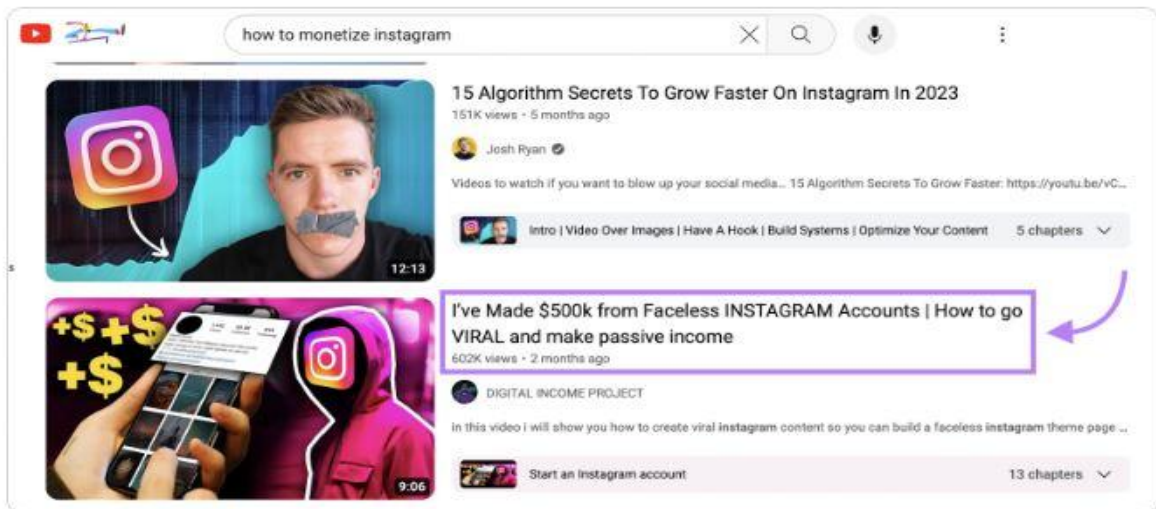 how to monetize instagram
15 Algorithm Secrets To Grow Faster On Instagram In 2023
151K views • 5 months ago
Josh Ryan
Videos to watch if you want to blow up your social media... 15 Algorithm Secrets To Grow Faster: https://youtu.be/vC...
Intro | Video Over Images | Have A Hook | Build Systems | Optimize Your Content 5 chapters
12:13
s
+$ +$
+$
I've Made $500k from Faceless INSTAGRAM Accounts | How to go
VIRAL and make passive income
602K views • 2 months ago
DIGITAL INCOME PROJECT
in this video i will show you how to create viral instagram content so you can build a faceless instagram theme page ...
Start an Instagram account 13 chapters
9:06